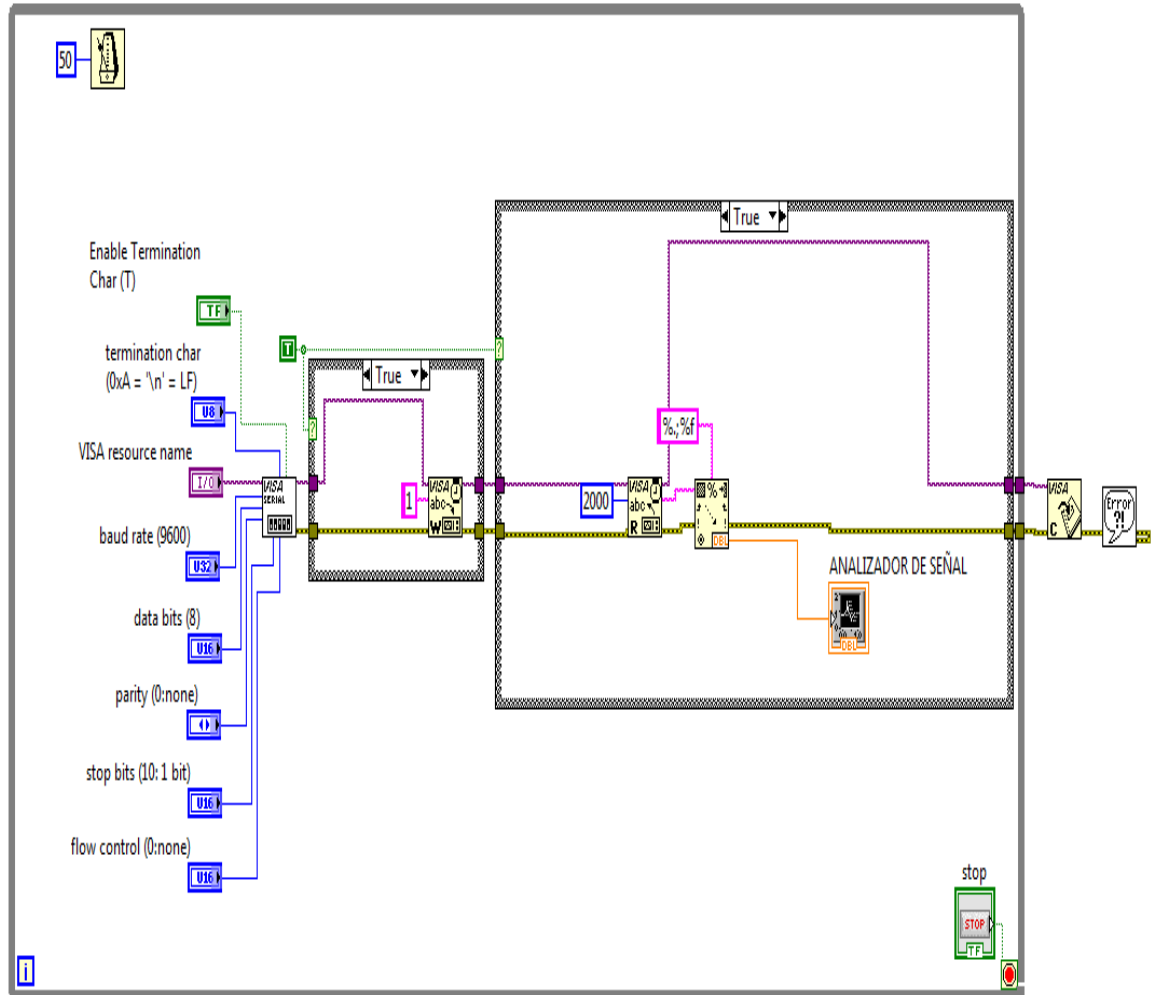 50
True
Enable Termination
Char (T)
TF
T
termination char
(0xA = '\n' = LF)
True
U8
%.;%f
VISA resource name
I/O
VISA
SERIAL
1
VISA
abc
W
2000
VISA
abc
R
%
DBL
VISA
C
Error
?!
baud rate (9600)
U32
ANALIZADOR DE SEÑAL
DBL
data bits (8)
U16
parity (0:none)
stop bits (10: 1 bit)
U16
flow control (0:none)
U16
stop
STOP
TF
i